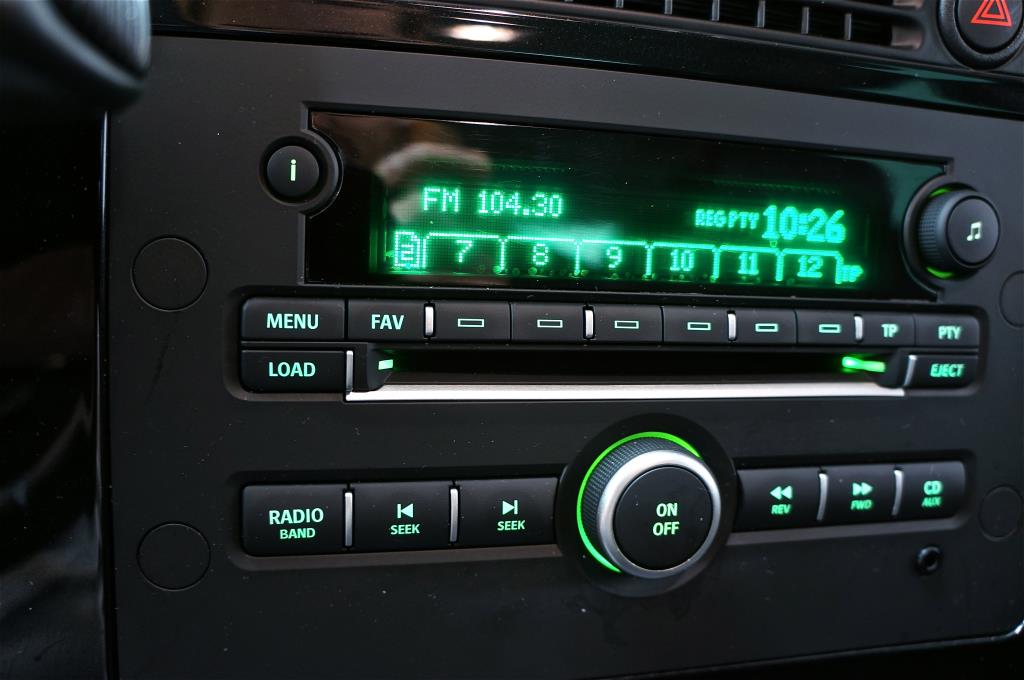 i
FM 104.30
REG PTY 10:26
2 7 8 9 10 11 12 TP
MENU FAV TP PTY
LOAD EJECT
RADIO BAND
SEEK
SEEK
ON
OFF
REV
FWD
CD
AUX